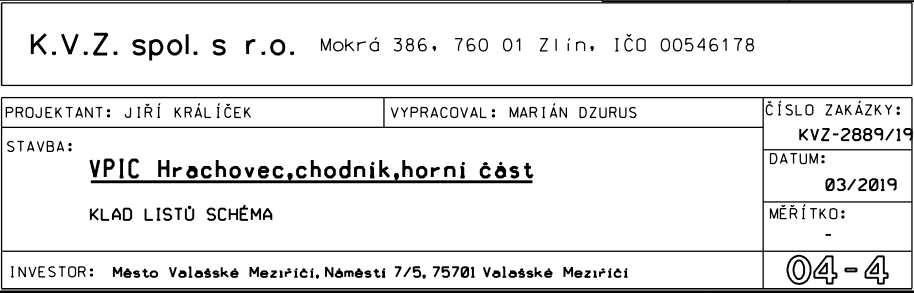 K.V.Z. spol. s r.o. Mokrá 386, 760 01 Zlín, IČO 00546178
PROJEKTANT: JIŘÍ KRÁLÍČEK
VYPRACOVAL: MARIÁN DZURUS
ČÍSLO ZAKÁZKY:
KVZ-2889/19
STAVBA:
VPIC Hrachovec,chodník,horní část
KLAD LISTŮ SCHÉMA
DATUM:
03/2019
MĚŘÍTKO:
-
INVESTOR: Město Valašské Meziříčí, Náměstí 7/5, 75701 Valašské Meziříčí
04-4